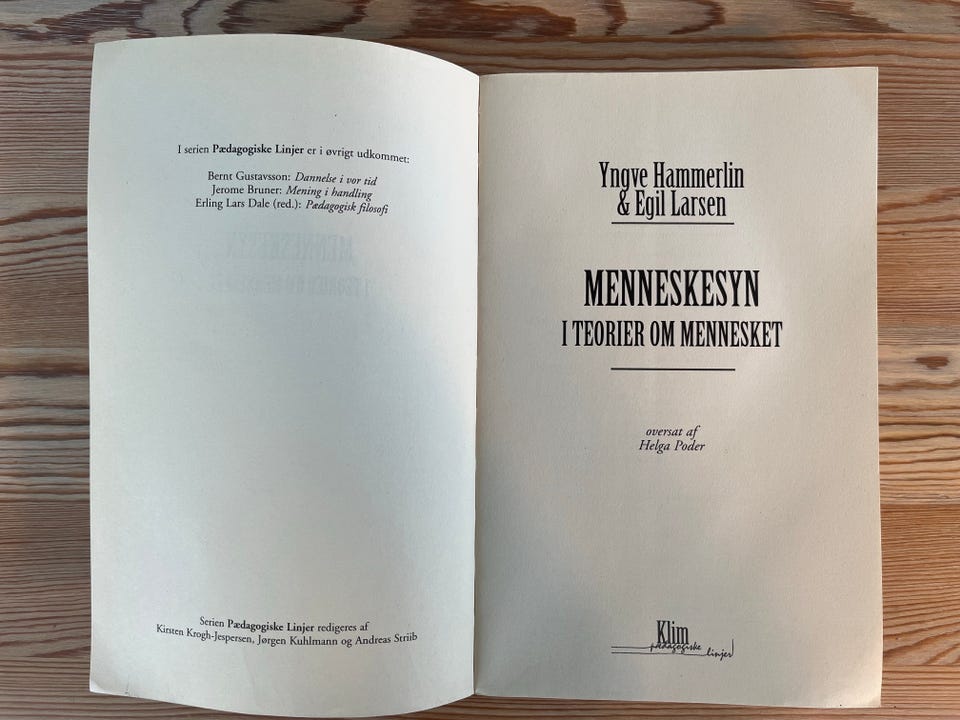 I serien Pædagogiske Linjer er i øvrigt udkommet:
Bernt Gustavsson: Dannelse i vor tid
Jerome Bruner: Mening i handling
Erling Lars Dale (red.): Pædagogisk filosofi
Serien Pædagogiske Linjer redigeres af
Kirsten Krogh-Jespersen, Jørgen Kuhlmann og Andreas Striib
Yngve Hammerlin
& Egil Larsen
MENNESKESYN
I TEORIER OM MENNESKET
oversat af
Helga Poder
Klim
pædagogiske
linjer